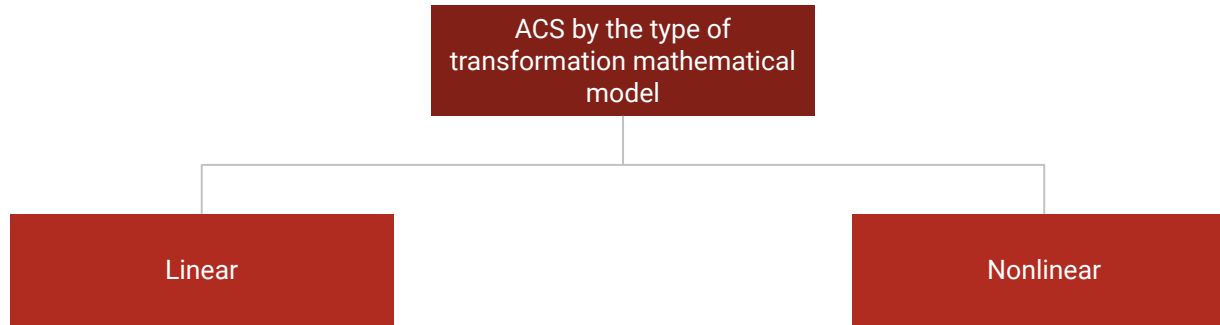 ACS by the type of
transformation mathematical
model
Linear
Nonlinear